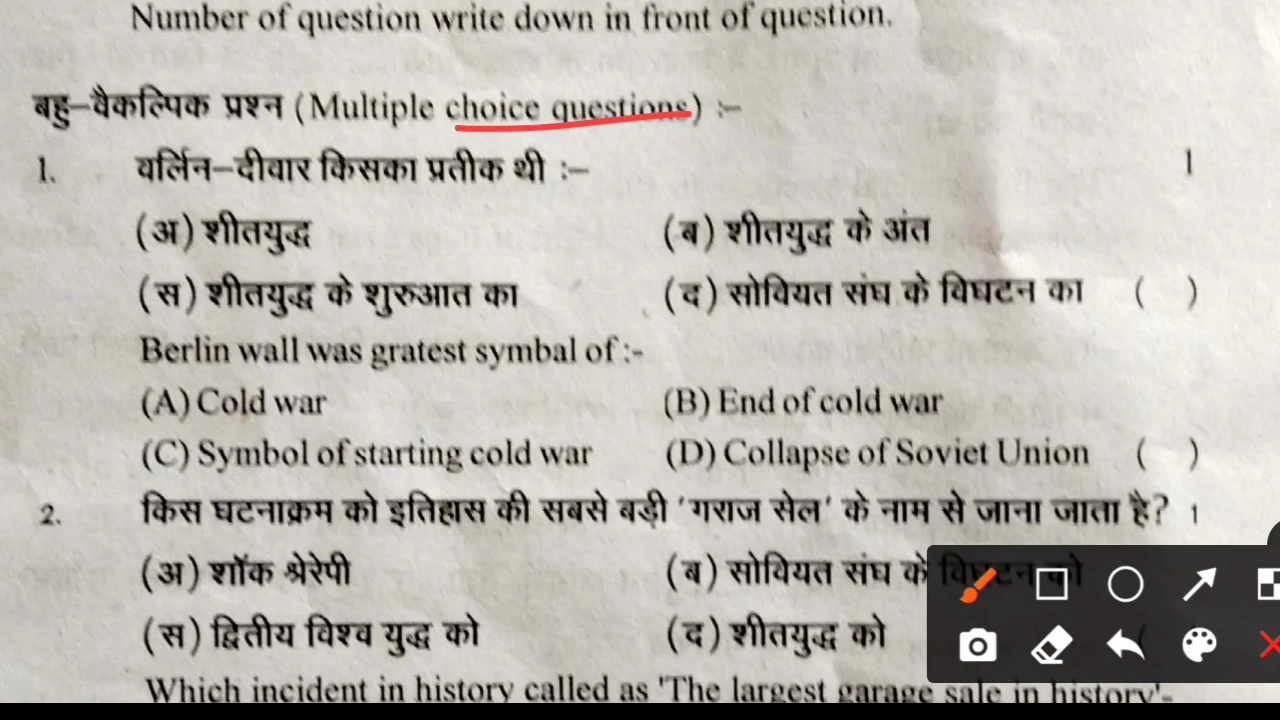 Number of question write down in front of question.
बहु–वैकल्पिक प्रश्न (Multiple choice questions) :–
1. वर्लिन–दीवार किसका प्रतीक थी :– 1
(अ) शीतयुद्ध (ब) शीतयुद्ध के अंत
(स) शीतयुद्ध के शुरुआत का (द) सोवियत संघ के विघटन का ( )
Berlin wall was gratest symbol of :-
(A) Cold war (B) End of cold war
(C) Symbol of starting cold war (D) Collapse of Soviet Union ( )
2. किस घटनाक्रम को इतिहास की सबसे बड़ी 'गराज सेल' के नाम से जाना जाता है? 1
(अ) शॉक श्रेरेपी (ब) सोवियत संघ के विघटन को
(स) द्वितीय विश्व युद्ध को (द) शीतयुद्ध को (
Which incident in history called as 'The largest garage sale in history'-